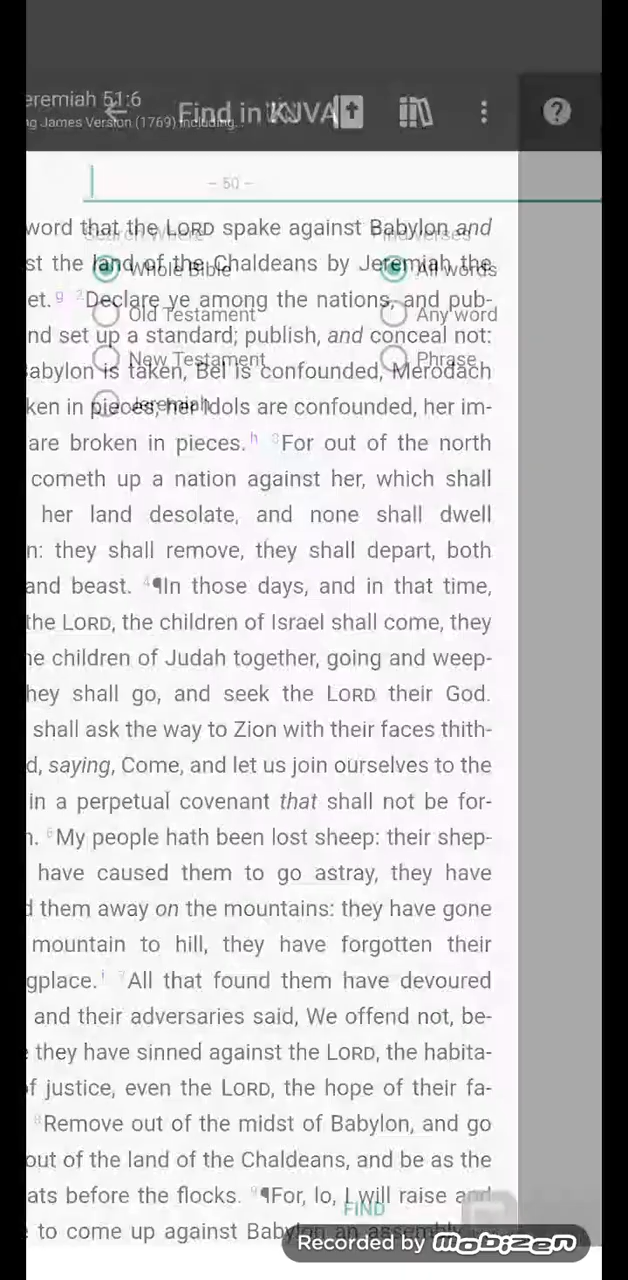 eremiah 51:6
ng James Version (1769) including...
Find in KJVA
– 50 –
Search Where
Find verses
Whole Bible
All words
Old Testament
Any word
New Testament
Phrase
Jeremiah
word that the LORD spake against Babylon and
st the land of the Chaldeans by Jeremiah the
et. g 2 Declare ye among the nations, and pub-
nd set up a standard; publish, and conceal not:
abylon is taken, Bel is confounded, Merodach
ken in pieces; her idols are confounded, her im-
are broken in pieces. h 3 For out of the north
cometh up a nation against her, which shall
her land desolate, and none shall dwell
n: they shall remove, they shall depart, both
and beast. 4 ¶In those days, and in that time,
the LORD, the children of Israel shall come, they
he children of Judah together, going and weep-
hey shall go, and seek the LORD their God.
shall ask the way to Zion with their faces thith-
d, saying, Come, and let us join ourselves to the
in a perpetual covenant that shall not be for-
n. 6 My people hath been lost sheep: their shep-
have caused them to go astray, they have
d them away on the mountains: they have gone
mountain to hill, they have forgotten their
gplace. i 7 All that found them have devoured
and their adversaries said, We offend not, be-
they have sinned against the LORD, the habita-
of justice, even the LORD, the hope of their fa-
8 Remove out of the midst of Babylon, and go
out of the land of the Chaldeans, and be as the
ats before the flocks. 9 ¶For, lo, I will raise and
to come up against Babylon an assembly
FIND
Recorded by Mobizen